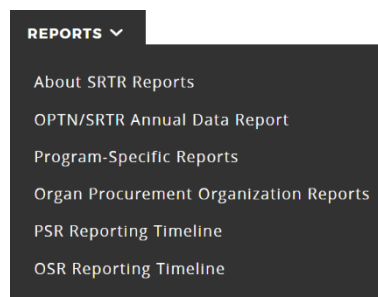 REPORTS
About SRTR Reports
OPTN/SRTR Annual Data Report
Program-Specific Reports
Organ Procurement Organization Reports
PSR Reporting Timeline
OSR Reporting Timeline